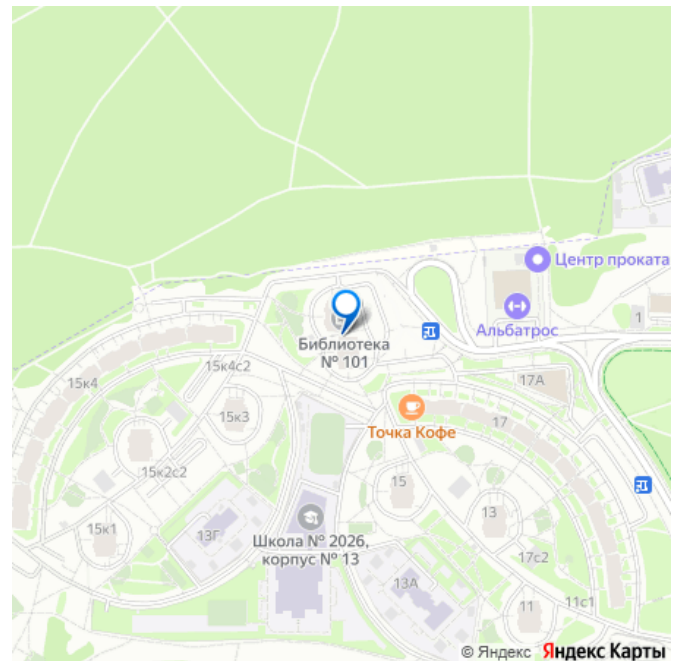 Центр проката
Альбатрос
1
Библиотека
№ 101
15к4с2
17А
15к4
15к3
Точка Кофе
17
15к2с2
15
13
15к1
13Г
Школа № 2026,
корпус № 13
17с2
13А
11
11с1
© Яндекс Яндекс Карты